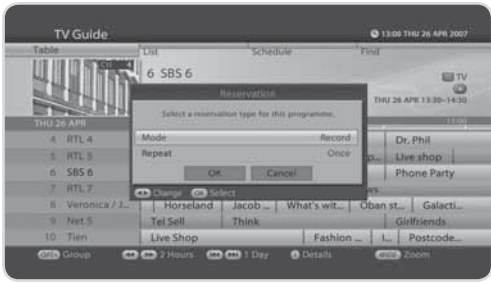 TV Guide
13:00 THU 26 APR 2007
Table List Schedule Find
6 SBS 6
TV
THU 26 APR 13:30~14:30
Reservation
Select a reservation type for this programme.
Mode Record
Repeat Once
OK Cancel
Change OK Select
THU 26 APR 15:00
4 RTL 4 Dr. Phil
5 RTL 5 Live shop
6 SBS 6 Phone Party
7 RTL 7
8 Veronica / J... Horseland Jacob ... What's wit... Oban st... Galacti...
9 Net 5 Tel Sell Think Girlfriends
10 Tien Live Shop Fashion ... L... Postcode...
OPT+ Group 2 Hours 1 Day Details Zoom